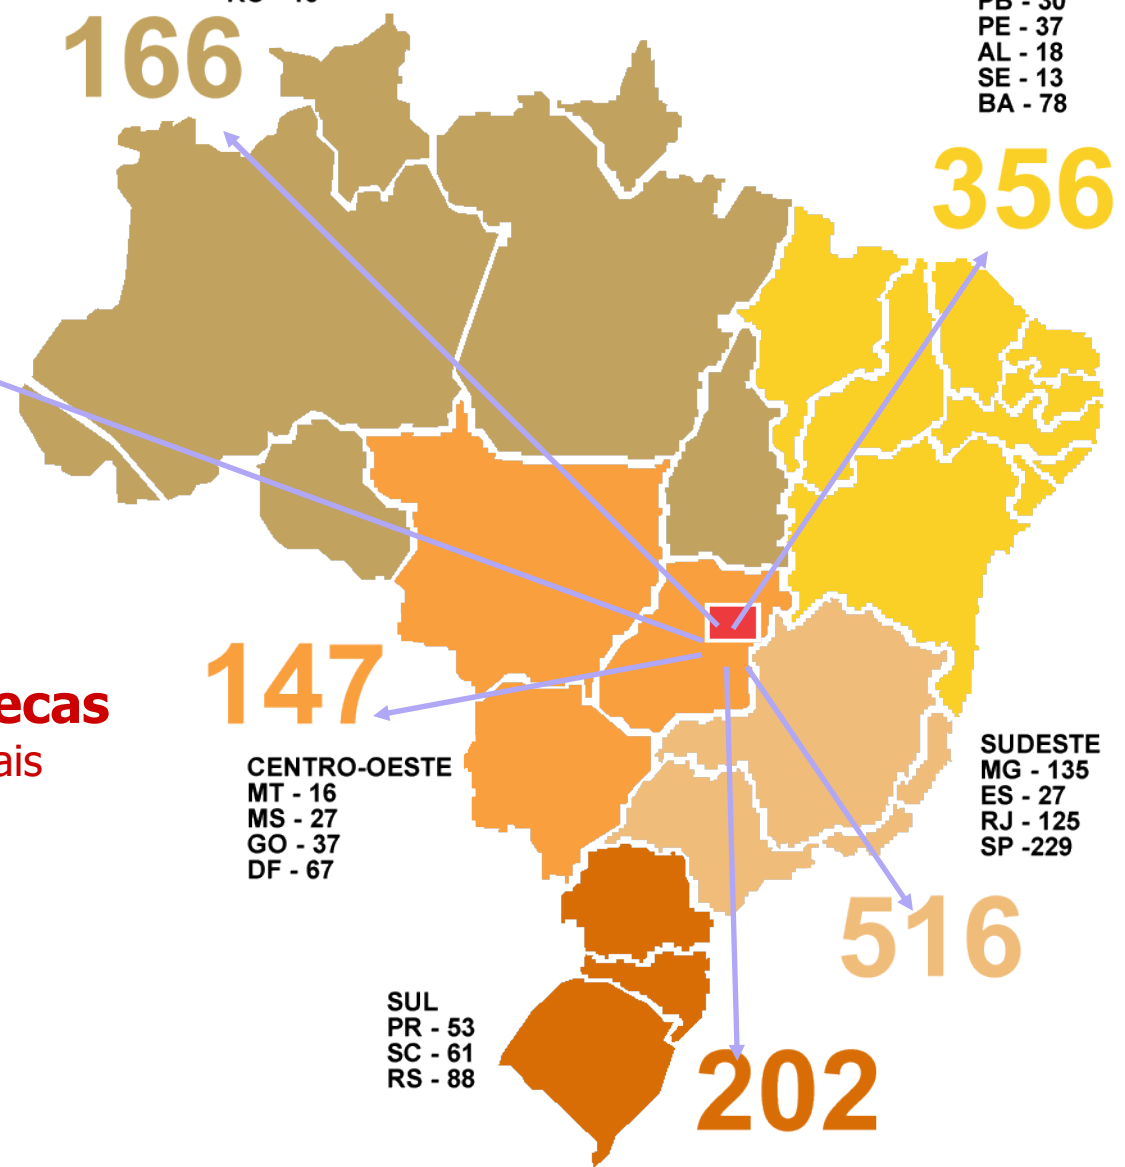 166
PB - 30
PE - 37
AL - 18
SE - 13
BA - 78
356
147
ecas
ais
CENTRO-OESTE
MT - 16
MS - 27
GO - 37
DF - 67
SUDESTE
MG - 135
ES - 27
RJ - 125
SP -229
516
SUL
PR - 53
SC - 61
RS - 88
202